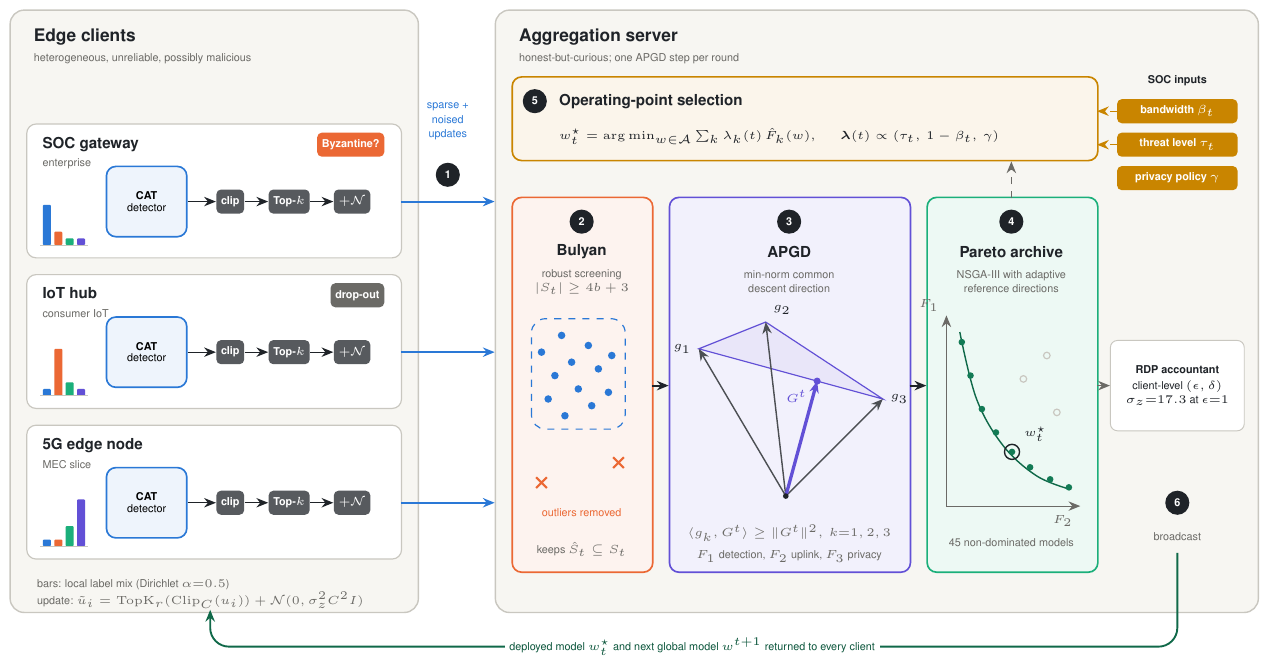 Edge clients
heterogeneous, unreliable, possibly malicious
SOC gateway
enterprise
Byzantine?
CAT
detector
clip
Top-k
+𝒩
IoT hub
consumer IoT
drop-out
CAT
detector
clip
Top-k
+𝒩
5G edge node
MEC slice
CAT
detector
clip
Top-k
+𝒩
bars: local label mix (Dirichlet α=0.5)
update: ũ_i = TopK_r(Clip_C(u_i)) + 𝒩(0, σ_z^2 C^2 I)
sparse +
noised
updates
1
Aggregation server
honest-but-curious; one APGD step per round
5
Operating-point selection
w_t^⋆ = arg min_{w∈𝒜} ∑_k λ_k(t) F̂_k(w),   λ(t) ∝ (τ_t, 1 − β_t, γ)
SOC inputs
bandwidth β_t
threat level τ_t
privacy policy γ
2
Bulyan
robust screening
|S_t| ≥ 4b + 3
outliers removed
keeps Ŝ_t ⊆ S_t
3
APGD
min-norm common
descent direction
g_2
g_1
g_3
G^t
⟨g_k, G^t⟩ ≥ ‖G^t‖^2, k=1, 2, 3
F_1 detection, F_2 uplink, F_3 privacy
4
Pareto archive
NSGA-III with adaptive
reference directions
F_1
w_t^⋆
F_2
45 non-dominated models
RDP accountant
client-level (ϵ, δ)
σ_z=17.3 at ϵ=1
6
broadcast
deployed model w_t^⋆ and next global model w^{t+1} returned to every client